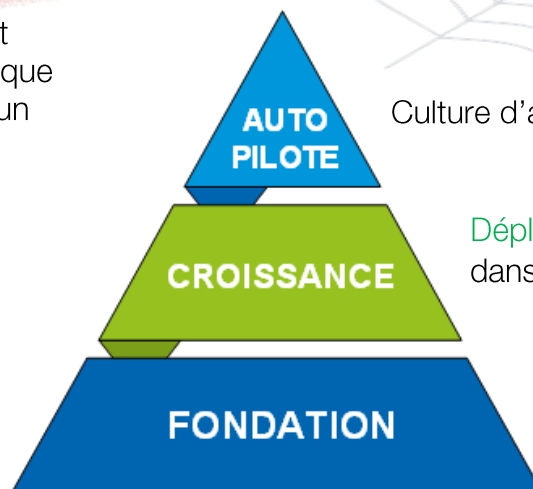 t
que
un
AUTO
PILOTE
Culture d'a
Dépl
dans
CROISSANCE
FONDATION